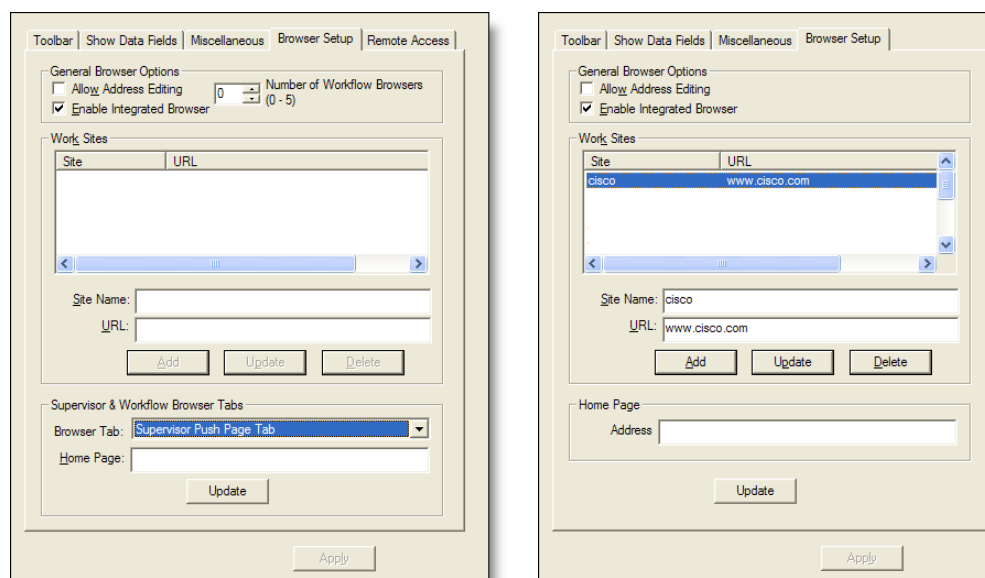 Toolbar Show Data Fields Miscellaneous Browser Setup Remote Access
General Browser Options
Allow Address Editing
0
Number of Workflow Browsers
(0 - 5)
Enable Integrated Browser
Work Sites
Site URL
Site Name:
URL:
Add Update Delete
Supervisor & Workflow Browser Tabs
Browser Tab: Supervisor Push Page Tab
Home Page:
Update
Apply
Toolbar Show Data Fields Miscellaneous Browser Setup
General Browser Options
Allow Address Editing
Enable Integrated Browser
Work Sites
Site URL
cisco www.cisco.com
Site Name: cisco
URL: www.cisco.com
Add Update Delete
Home Page
Address
Update
Apply